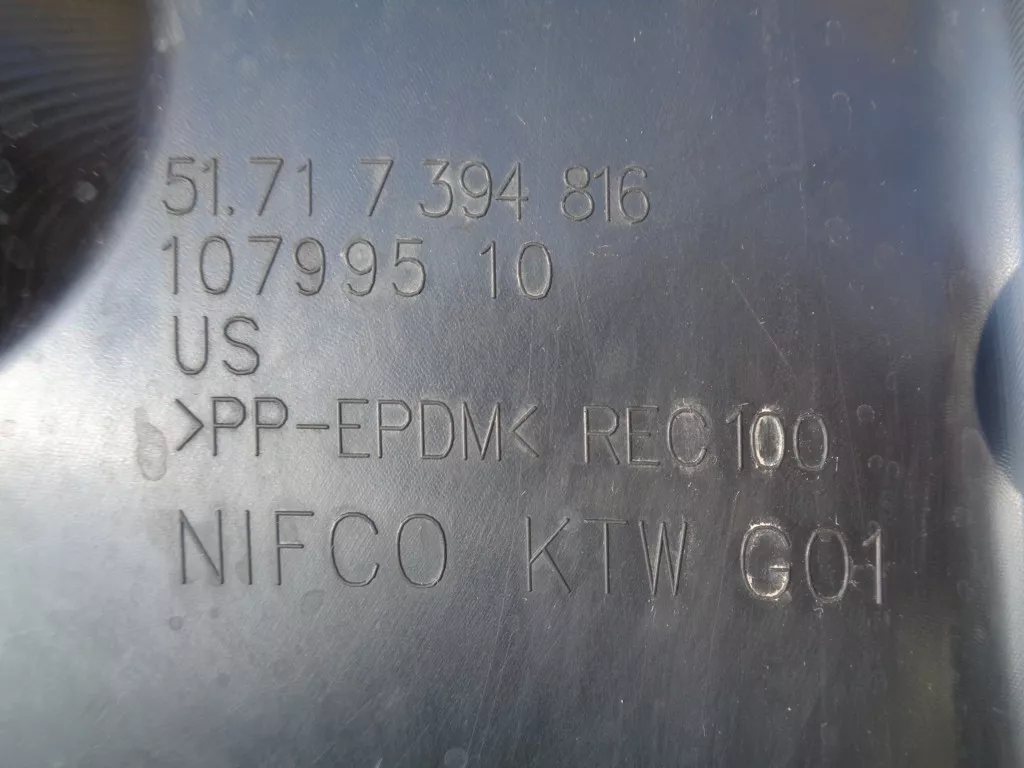 51.71 7 394 816
107995 10
US
>PP-EPDM< REC100
NIFCO KTW G01